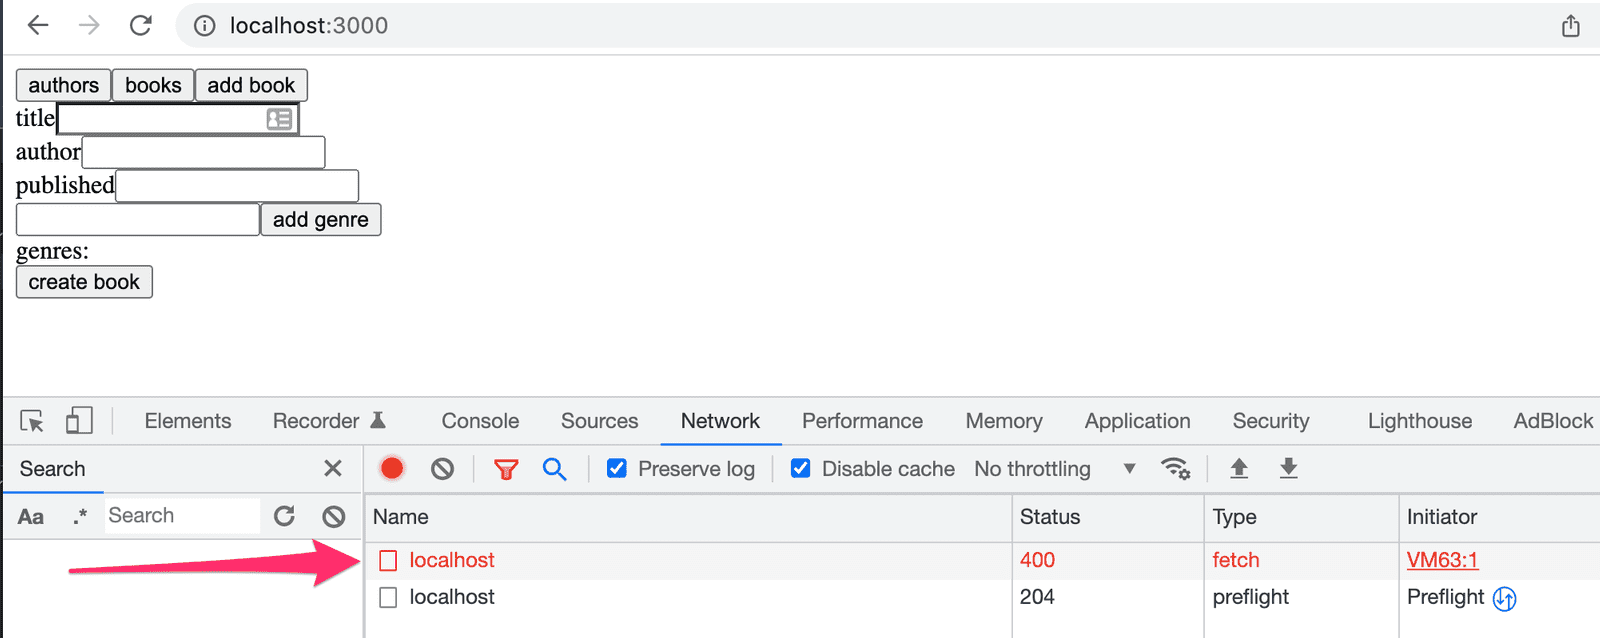 localhost:3000
authors books add book
title
author
published
add genre
genres:
create book
Elements Recorder Console Sources Network Performance Memory Application Security Lighthouse AdBlock
Search Preserve log Disable cache No throttling
Aa .* Search
Name Status Type Initiator
localhost 400 fetch VM63:1
localhost 204 preflight Preflight